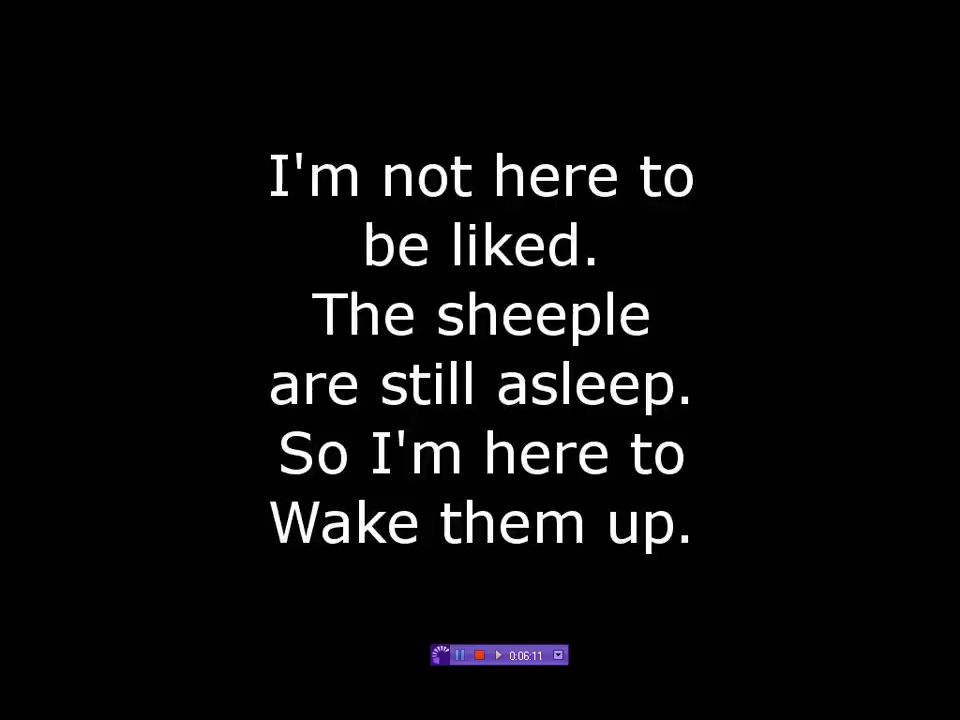 I'm not here to
be liked.
The sheeple
are still asleep.
So I'm here to
Wake them up.
0:06:11